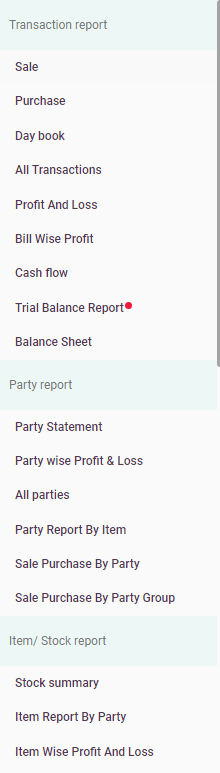 Transaction report
Sale
Purchase
Day book
All Transactions
Profit And Loss
Bill Wise Profit
Cash flow
Trial Balance Report
Balance Sheet
Party report
Party Statement
Party wise Profit & Loss
All parties
Party Report By Item
Sale Purchase By Party
Sale Purchase By Party Group
Item/ Stock report
Stock summary
Item Report By Party
Item Wise Profit And Loss